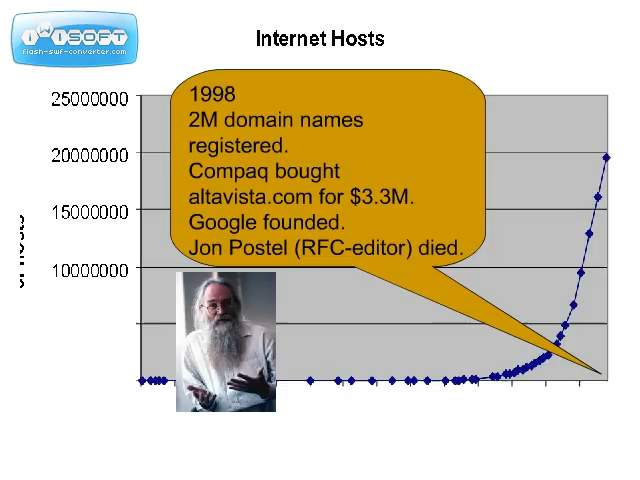 iWiSOFT
flash-swf-converter.com
Internet Hosts
25000000
20000000
15000000
10000000
1998
2M domain names
registered.
Compaq bought
altavista.com for $3.3M.
Google founded.
Jon Postel (RFC-editor) died.